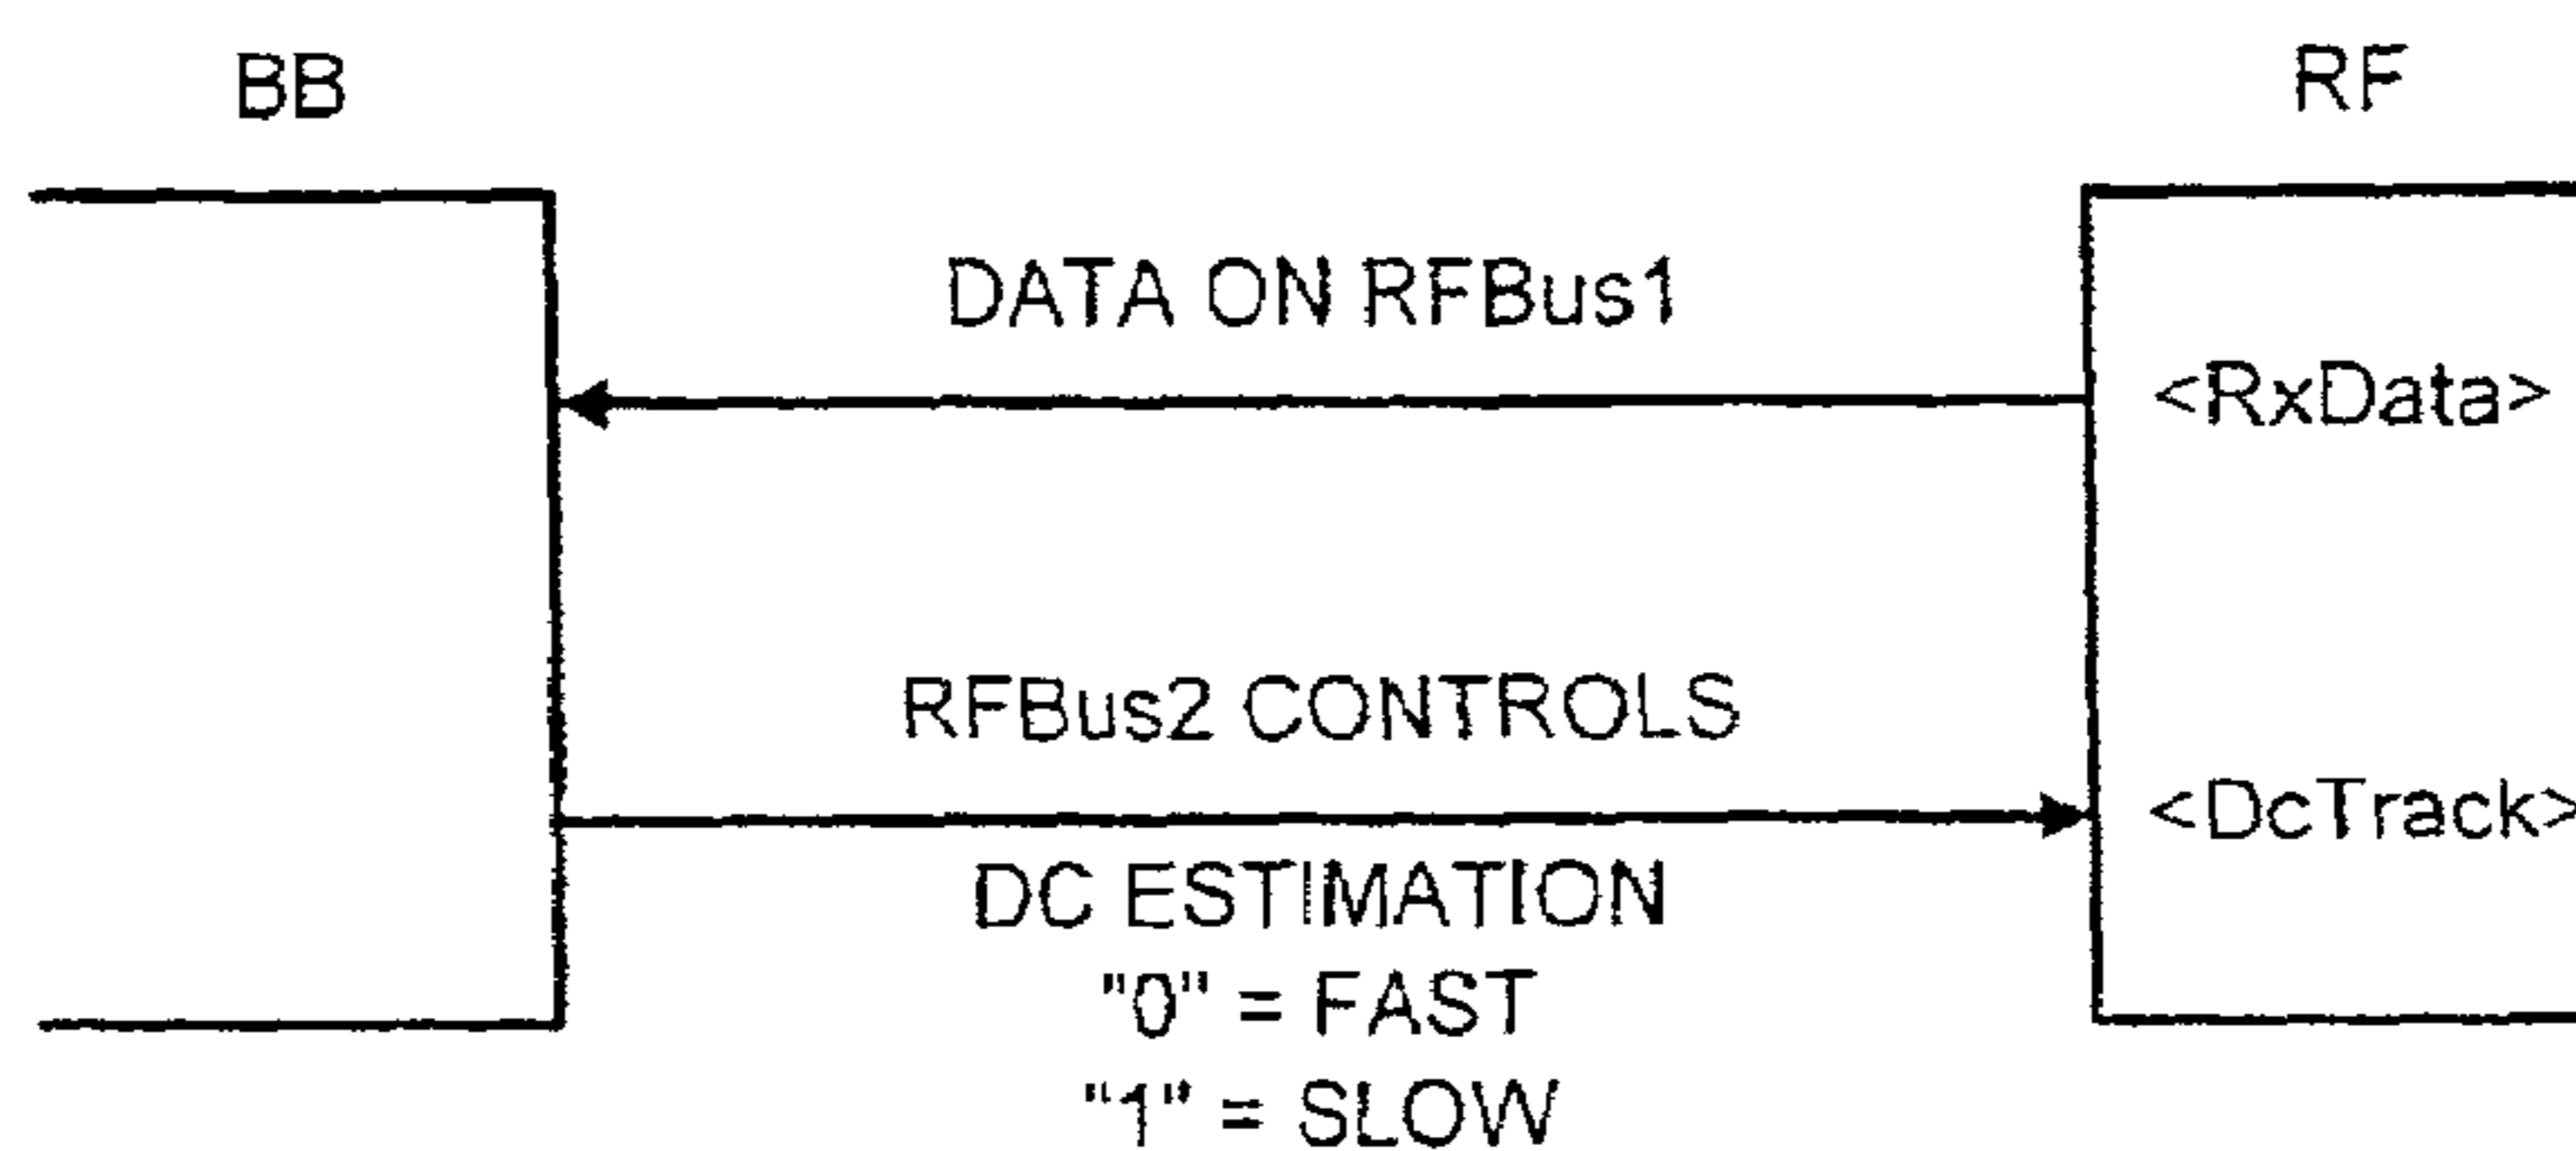 BB
RF
DATA ON RFBus1
<RxData>
RFBus2 CONTROLS
<DcTrack>
DC ESTIMATION
"0" = FAST
"1" = SLOW